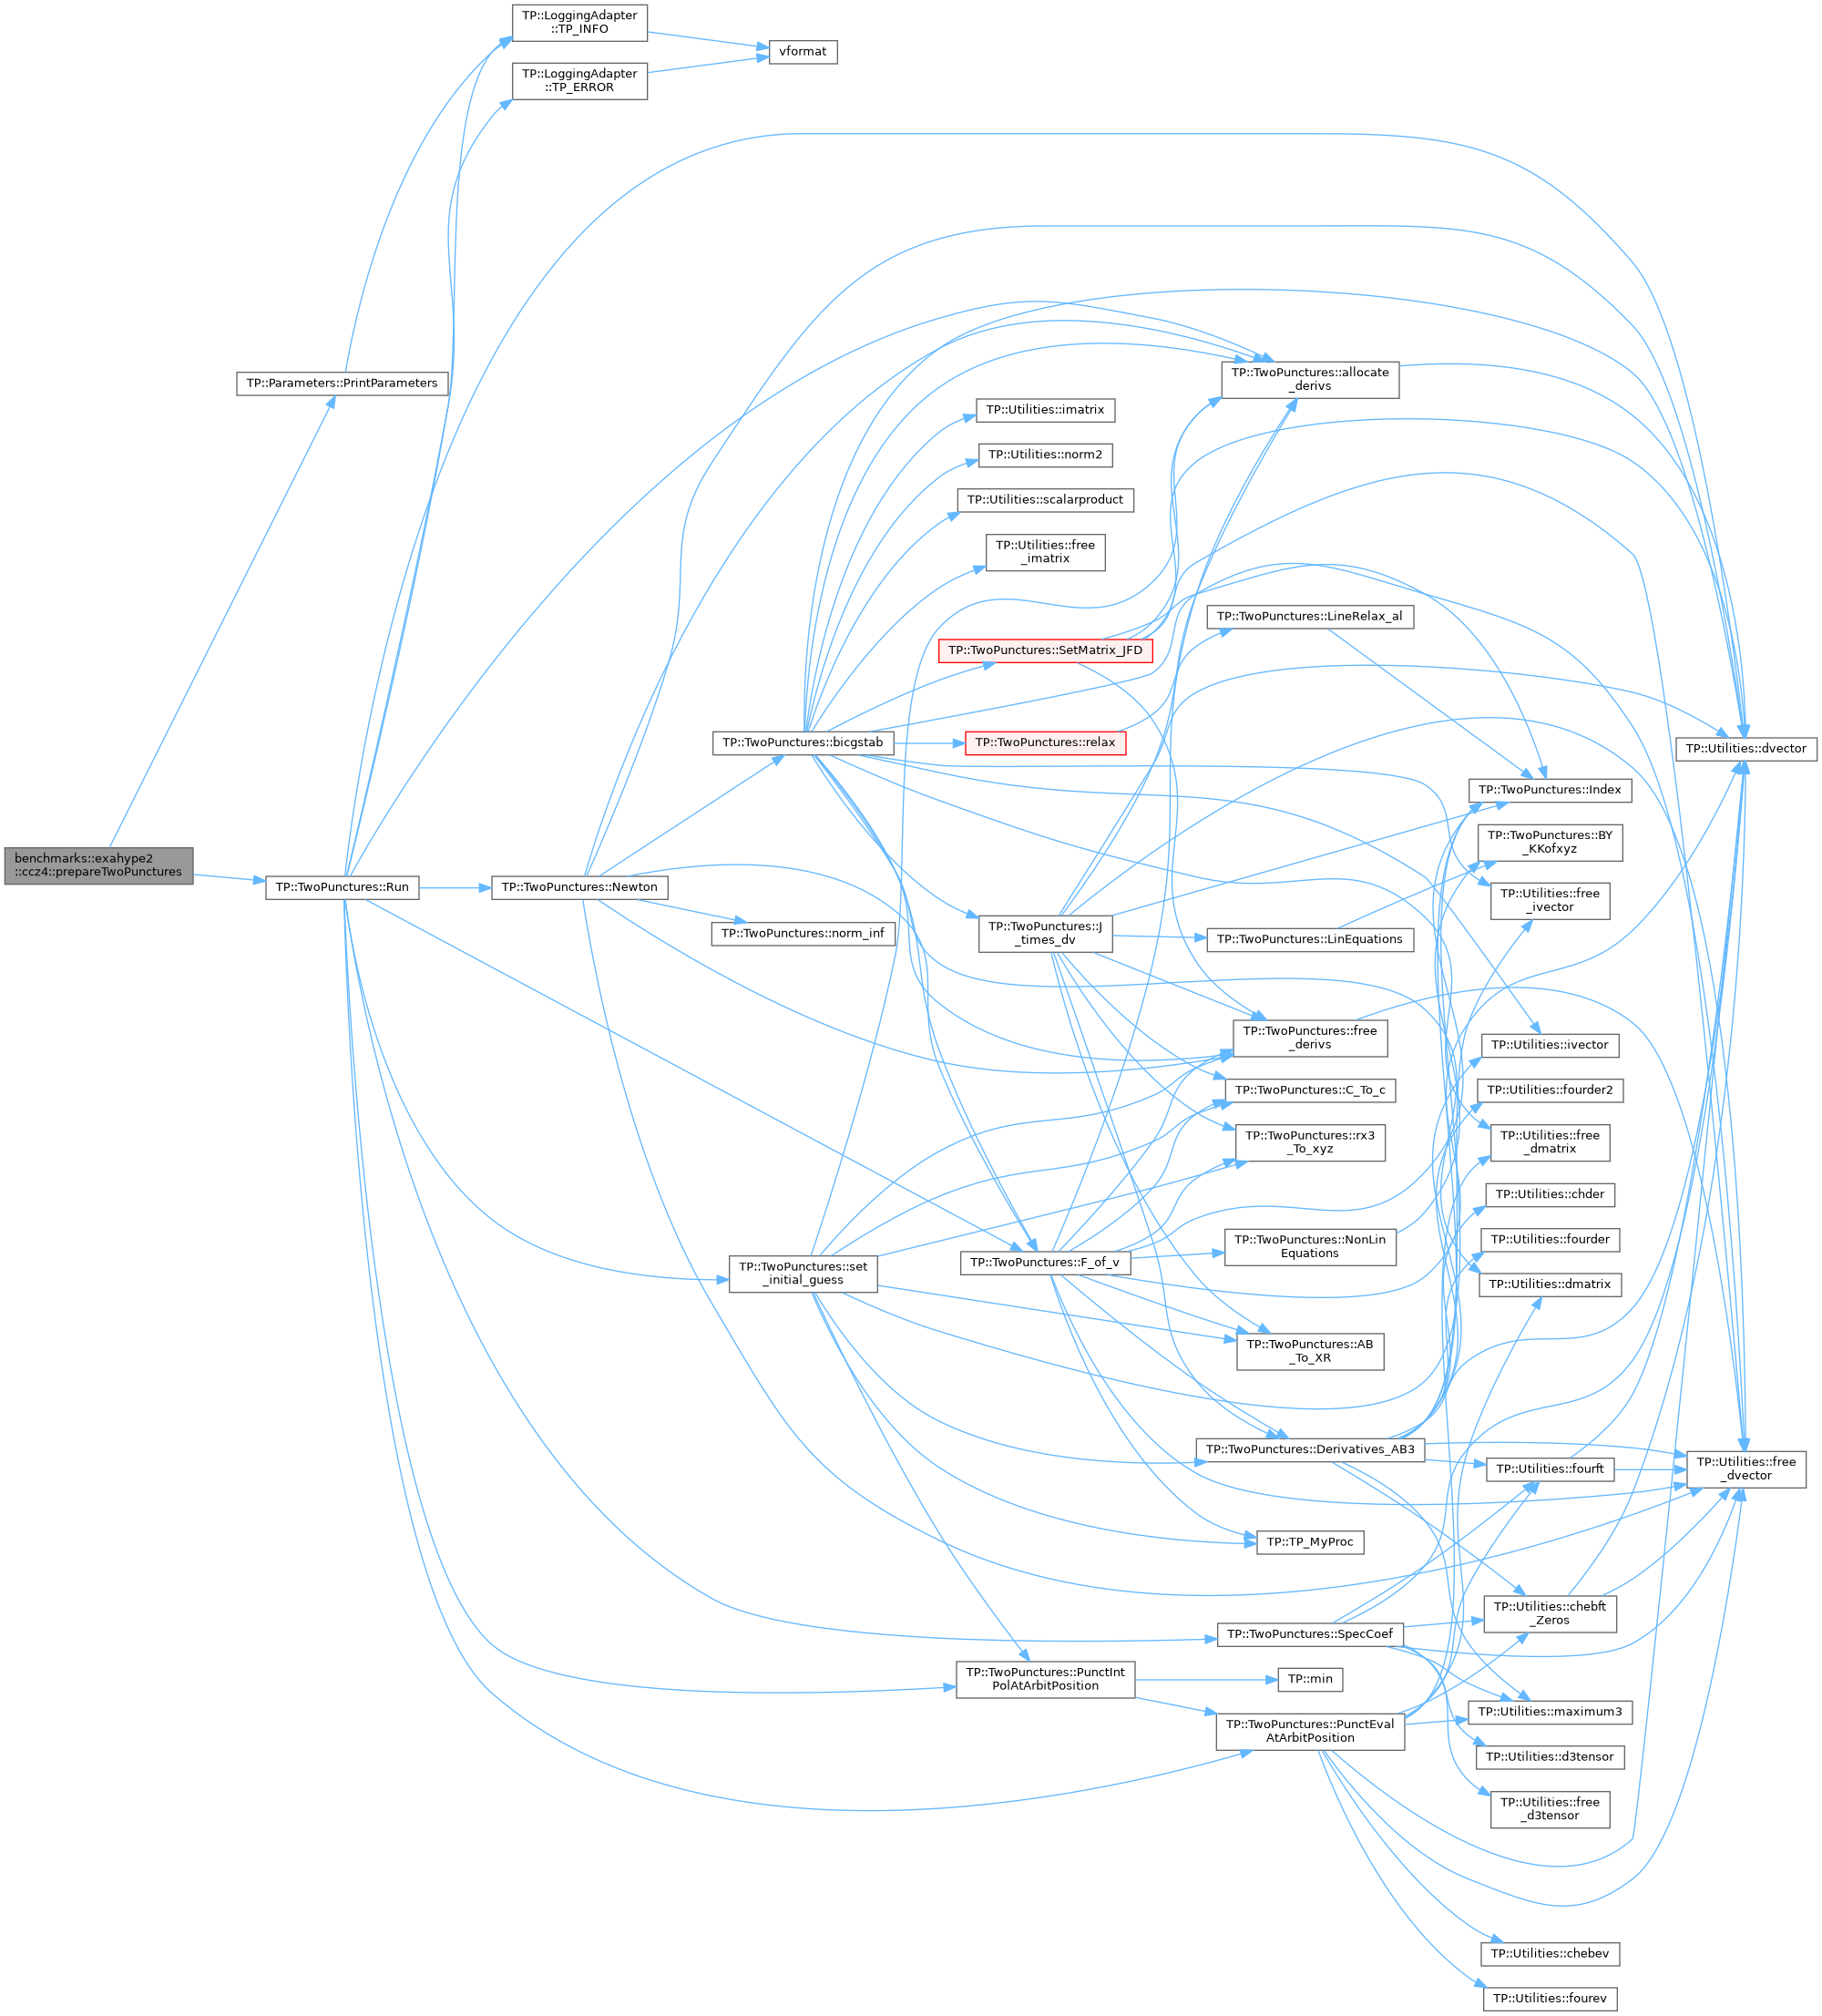 TP::LoggingAdapter
::TP_INFO
vformat
TP::LoggingAdapter
::TP_ERROR
TP::Parameters::PrintParameters
TP::TwoPunctures::allocate
_derivs
TP::Utilities::imatrix
TP::Utilities::norm2
TP::Utilities::scalarproduct
TP::Utilities::free
_imatrix
TP::TwoPunctures::LineRelax_al
TP::TwoPunctures::SetMatrix_JFD
TP::TwoPunctures::bicgstab
TP::TwoPunctures::relax
TP::Utilities::dvector
TP::TwoPunctures::Index
TP::TwoPunctures::BY
_KKofxyz
benchmarks::exahype2
::ccz4::prepareTwoPunctures
TP::TwoPunctures::Run
TP::TwoPunctures::Newton
TP::Utilities::free
_ivector
TP::TwoPunctures::norm_inf
TP::TwoPunctures::J
_times_dv
TP::TwoPunctures::LinEquations
TP::TwoPunctures::free
_derivs
TP::Utilities::ivector
TP::TwoPunctures::C_To_c
TP::Utilities::fourder2
TP::TwoPunctures::rx3
_To_xyz
TP::Utilities::free
_dmatrix
TP::Utilities::chder
TP::TwoPunctures::NonLin
Equations
TP::Utilities::fourder
TP::TwoPunctures::set
_initial_guess
TP::TwoPunctures::F_of_v
TP::Utilities::dmatrix
TP::TwoPunctures::AB
_To_XR
TP::TwoPunctures::Derivatives_AB3
TP::Utilities::fourft
TP::Utilities::free
_dvector
TP::TP_MyProc
TP::Utilities::chebft
_Zeros
TP::TwoPunctures::SpecCoef
TP::TwoPunctures::PunctInt
PolAtArbitPosition
TP::min
TP::Utilities::maximum3
TP::TwoPunctures::PunctEval
AtArbitPosition
TP::Utilities::d3tensor
TP::Utilities::free
_d3tensor
TP::Utilities::chebev
TP::Utilities::fourev